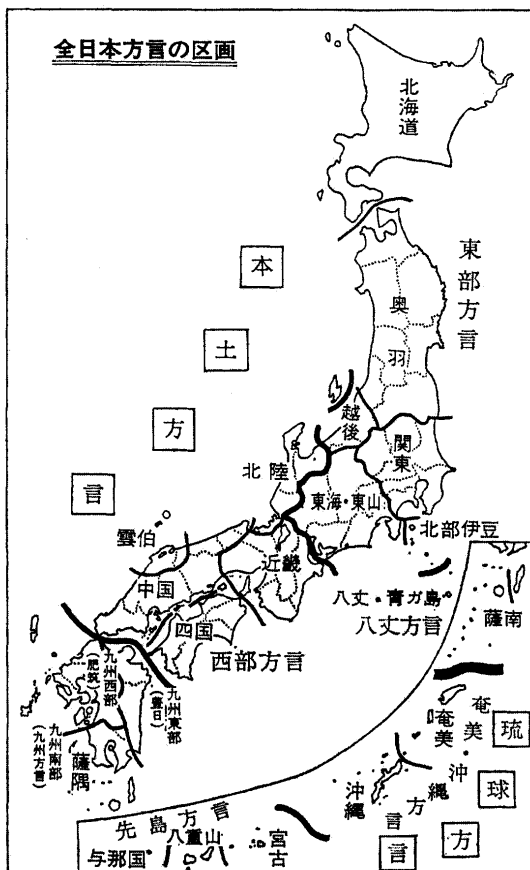 全日本方言の区画
北海道
東部方言
奥羽
本土方言
越後
関東
北陸
東海・東山
北部伊豆
雲伯
近畿
中国
八丈・青ガ島
八丈方言
四国
西部方言
薩南
九州西部
(肥筑)
九州東部
(豊日)
九州南部
(九州方言)
薩隅
奄美
奄美沖縄方言
沖縄
琉球方言
先島方言
八重山
宮古
与那国